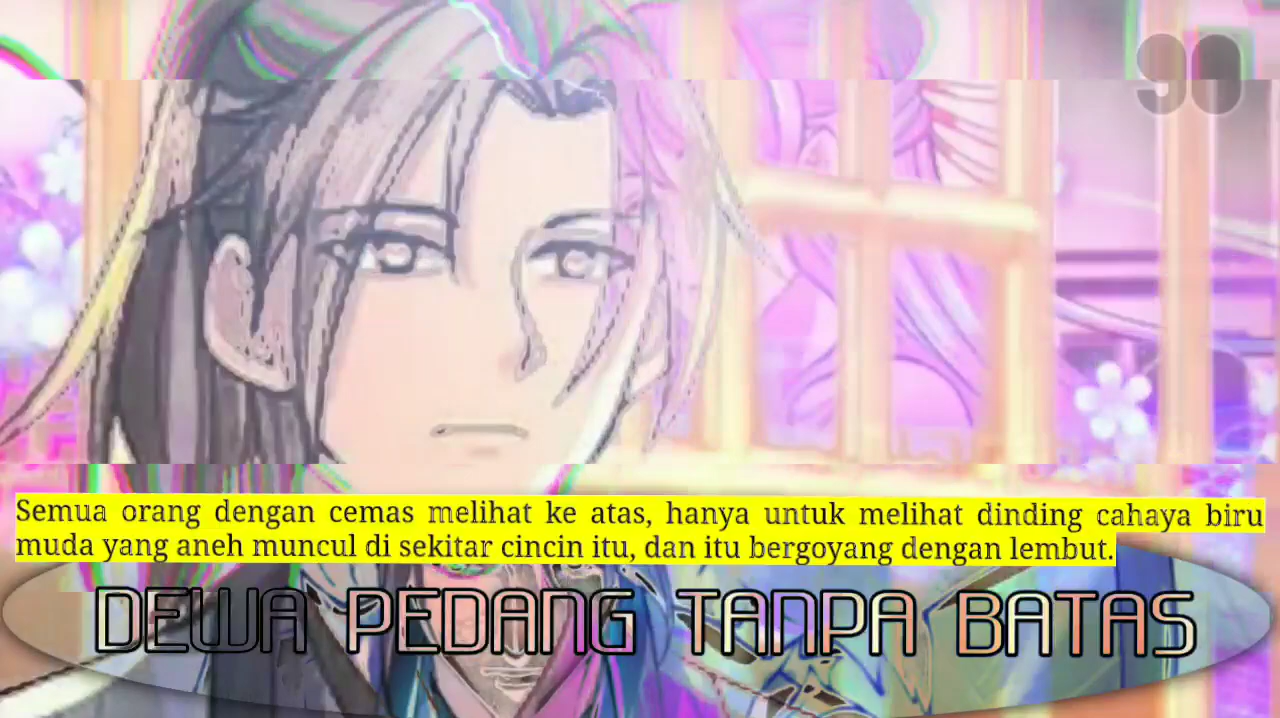 90
Semua orang dengan cemas melihat ke atas, hanya untuk melihat dinding cahaya biru
muda yang aneh muncul di sekitar cincin itu, dan itu bergoyang dengan lembut.
DEWA PEDANG TANPA BATAS